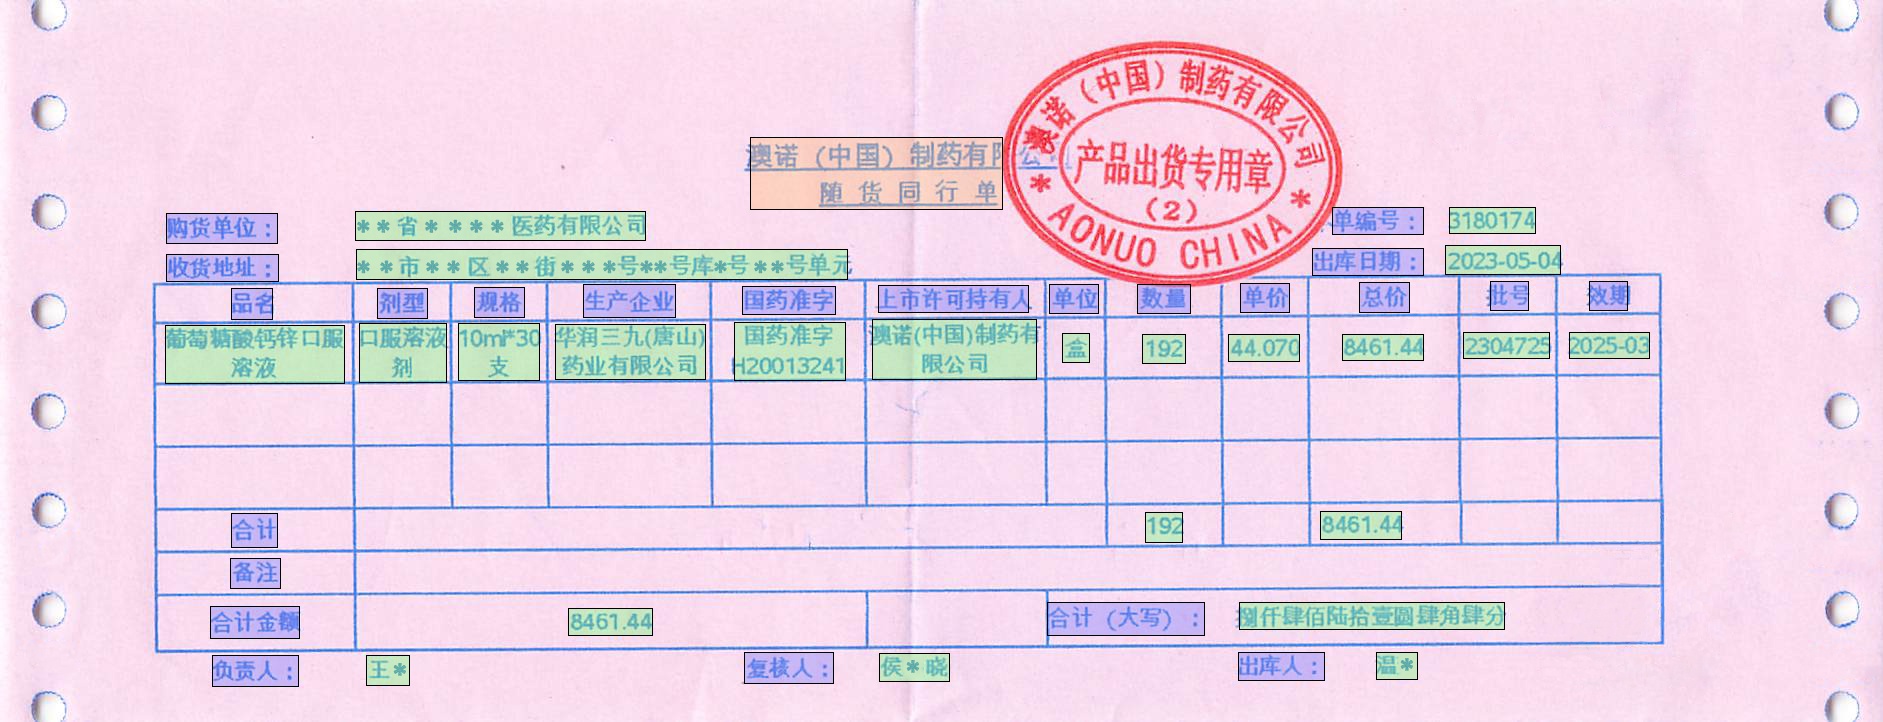 澳诺（中国）制药有限公司
随货同行单
澳诺（中国）制药有限公司
产品出货专用章
（2）
* AONUO CHINA *
购货单位： **省****医药有限公司 单编号： 3180174
收货地址： **市**区**街***号**号库*号**号单元 出库日期： 2023-05-04
品名 剂型 规格 生产企业 国药准字 上市许可持有人 单位 数量 单价 总价 批号 效期
葡萄糖酸钙锌口服溶液 口服溶液剂 10ml*30支 华润三九(唐山)药业有限公司 国药准字H20013241 澳诺(中国)制药有限公司 盒 192 44.070 8461.44 2304725 2025-03
合计 192 8461.44
备注
合计金额 8461.44 合计（大写）： 捌仟肆佰陆拾壹圆肆角肆分
负责人： 王* 复核人： 侯*晓 出库人： 温*